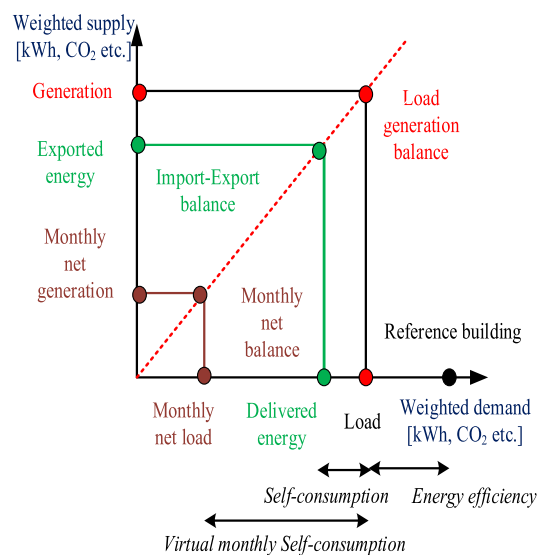 Weighted supply
[kWh, CO₂ etc.]
Generation
Load
generation
balance
Exported
energy
Import-Export
balance
Monthly
net
generation
Monthly
net
balance
Reference building
Monthly
net load
Delivered
energy
Load
Weighted demand
[kWh, CO₂ etc.]
Self-consumption
Energy efficiency
Virtual monthly Self-consumption